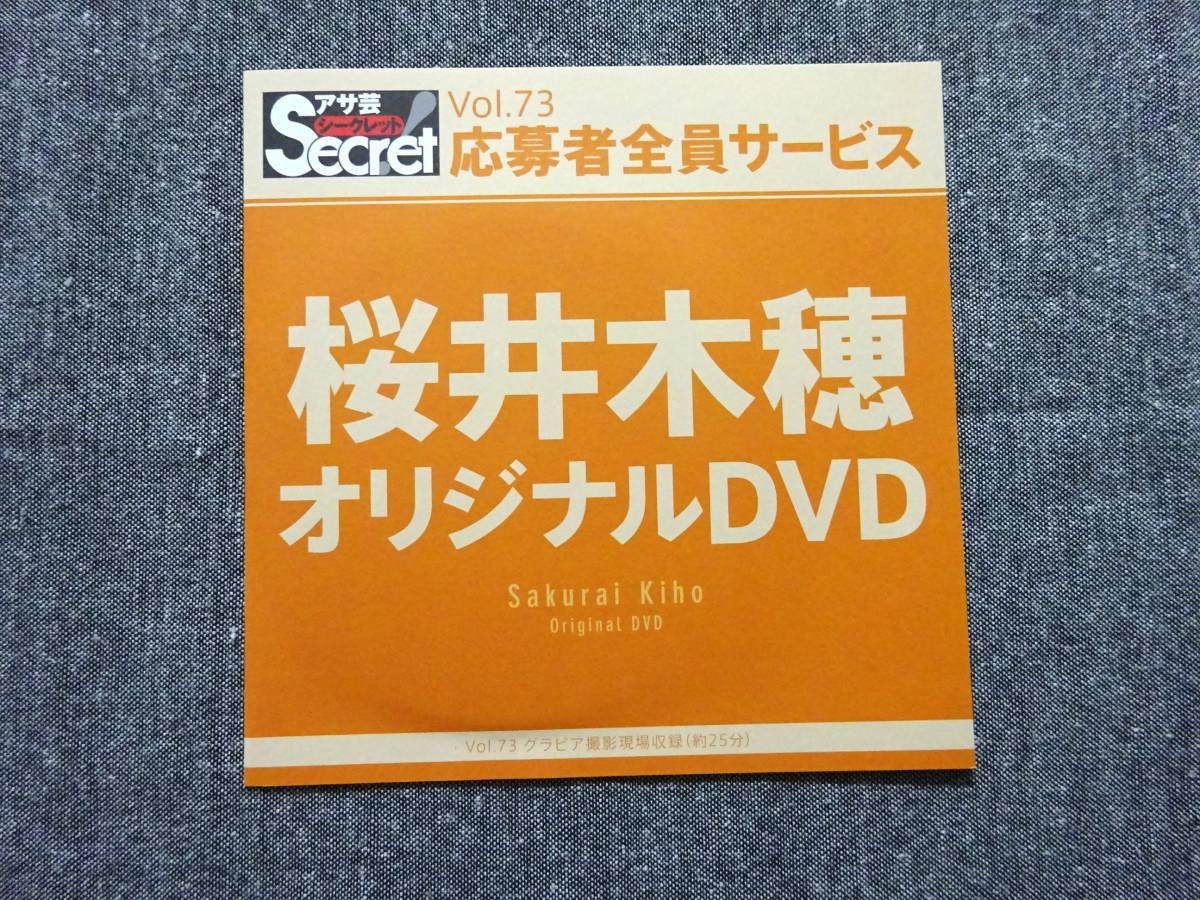 アサ芸
シークレット
Secret!
Vol.73
応募者全員サービス
桜井木穂
オリジナルDVD
Sakurai Kiho
Original DVD
Vol.73 グラビア撮影現場収録(約25分)